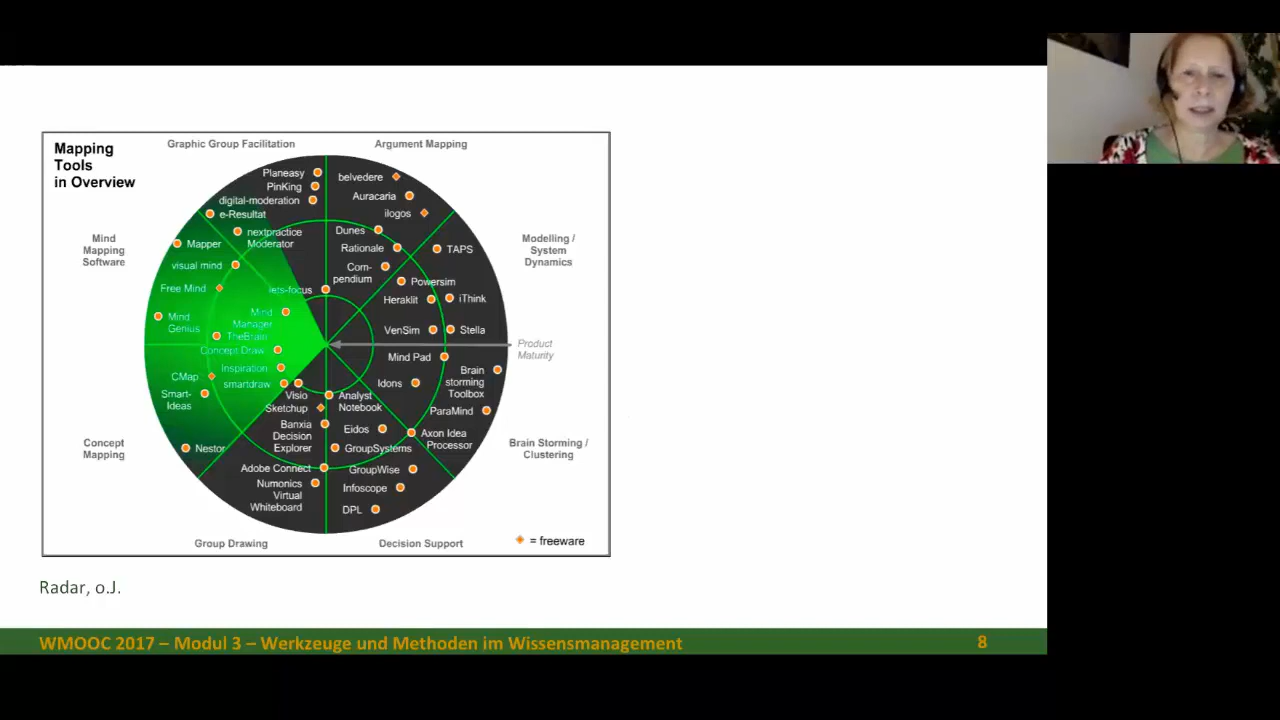 Mapping
Tools
in Overview
Graphic Group Facilitation
Argument Mapping
Mind
Mapping
Software
Modelling /
System
Dynamics
Planeasy
PinKing
digital-moderation
e-Resultat
nextpractice
Moderator
lets-focus
belvedere
Auracaria
ilogos
Dunes
Rationale
Com-
pendium
TAPS
Powersim
Heraklit
iThink
VenSim
Stella
Mapper
visual mind
Free Mind
Mind
Genius
Mind
Manager
TheBrain
Product
Maturity
Concept Draw
Inspiration
CMap
smartdraw
Smart-
Ideas
Nestor
Mind Pad
Idons
Brain
storming
Toolbox
ParaMind
Axon Idea
Processor
Visio
Sketchup
Banxia
Decision
Explorer
Adobe Connect
Numonics
Virtual
Whiteboard
Analyst
Notebook
Eidos
GroupSystems
GroupWise
Infoscope
DPL
Concept
Mapping
Brain Storming /
Clustering
Group Drawing
Decision Support
= freeware
Radar, o.J.
WMOOC 2017 – Modul 3 – Werkzeuge und Methoden im Wissensmanagement
8